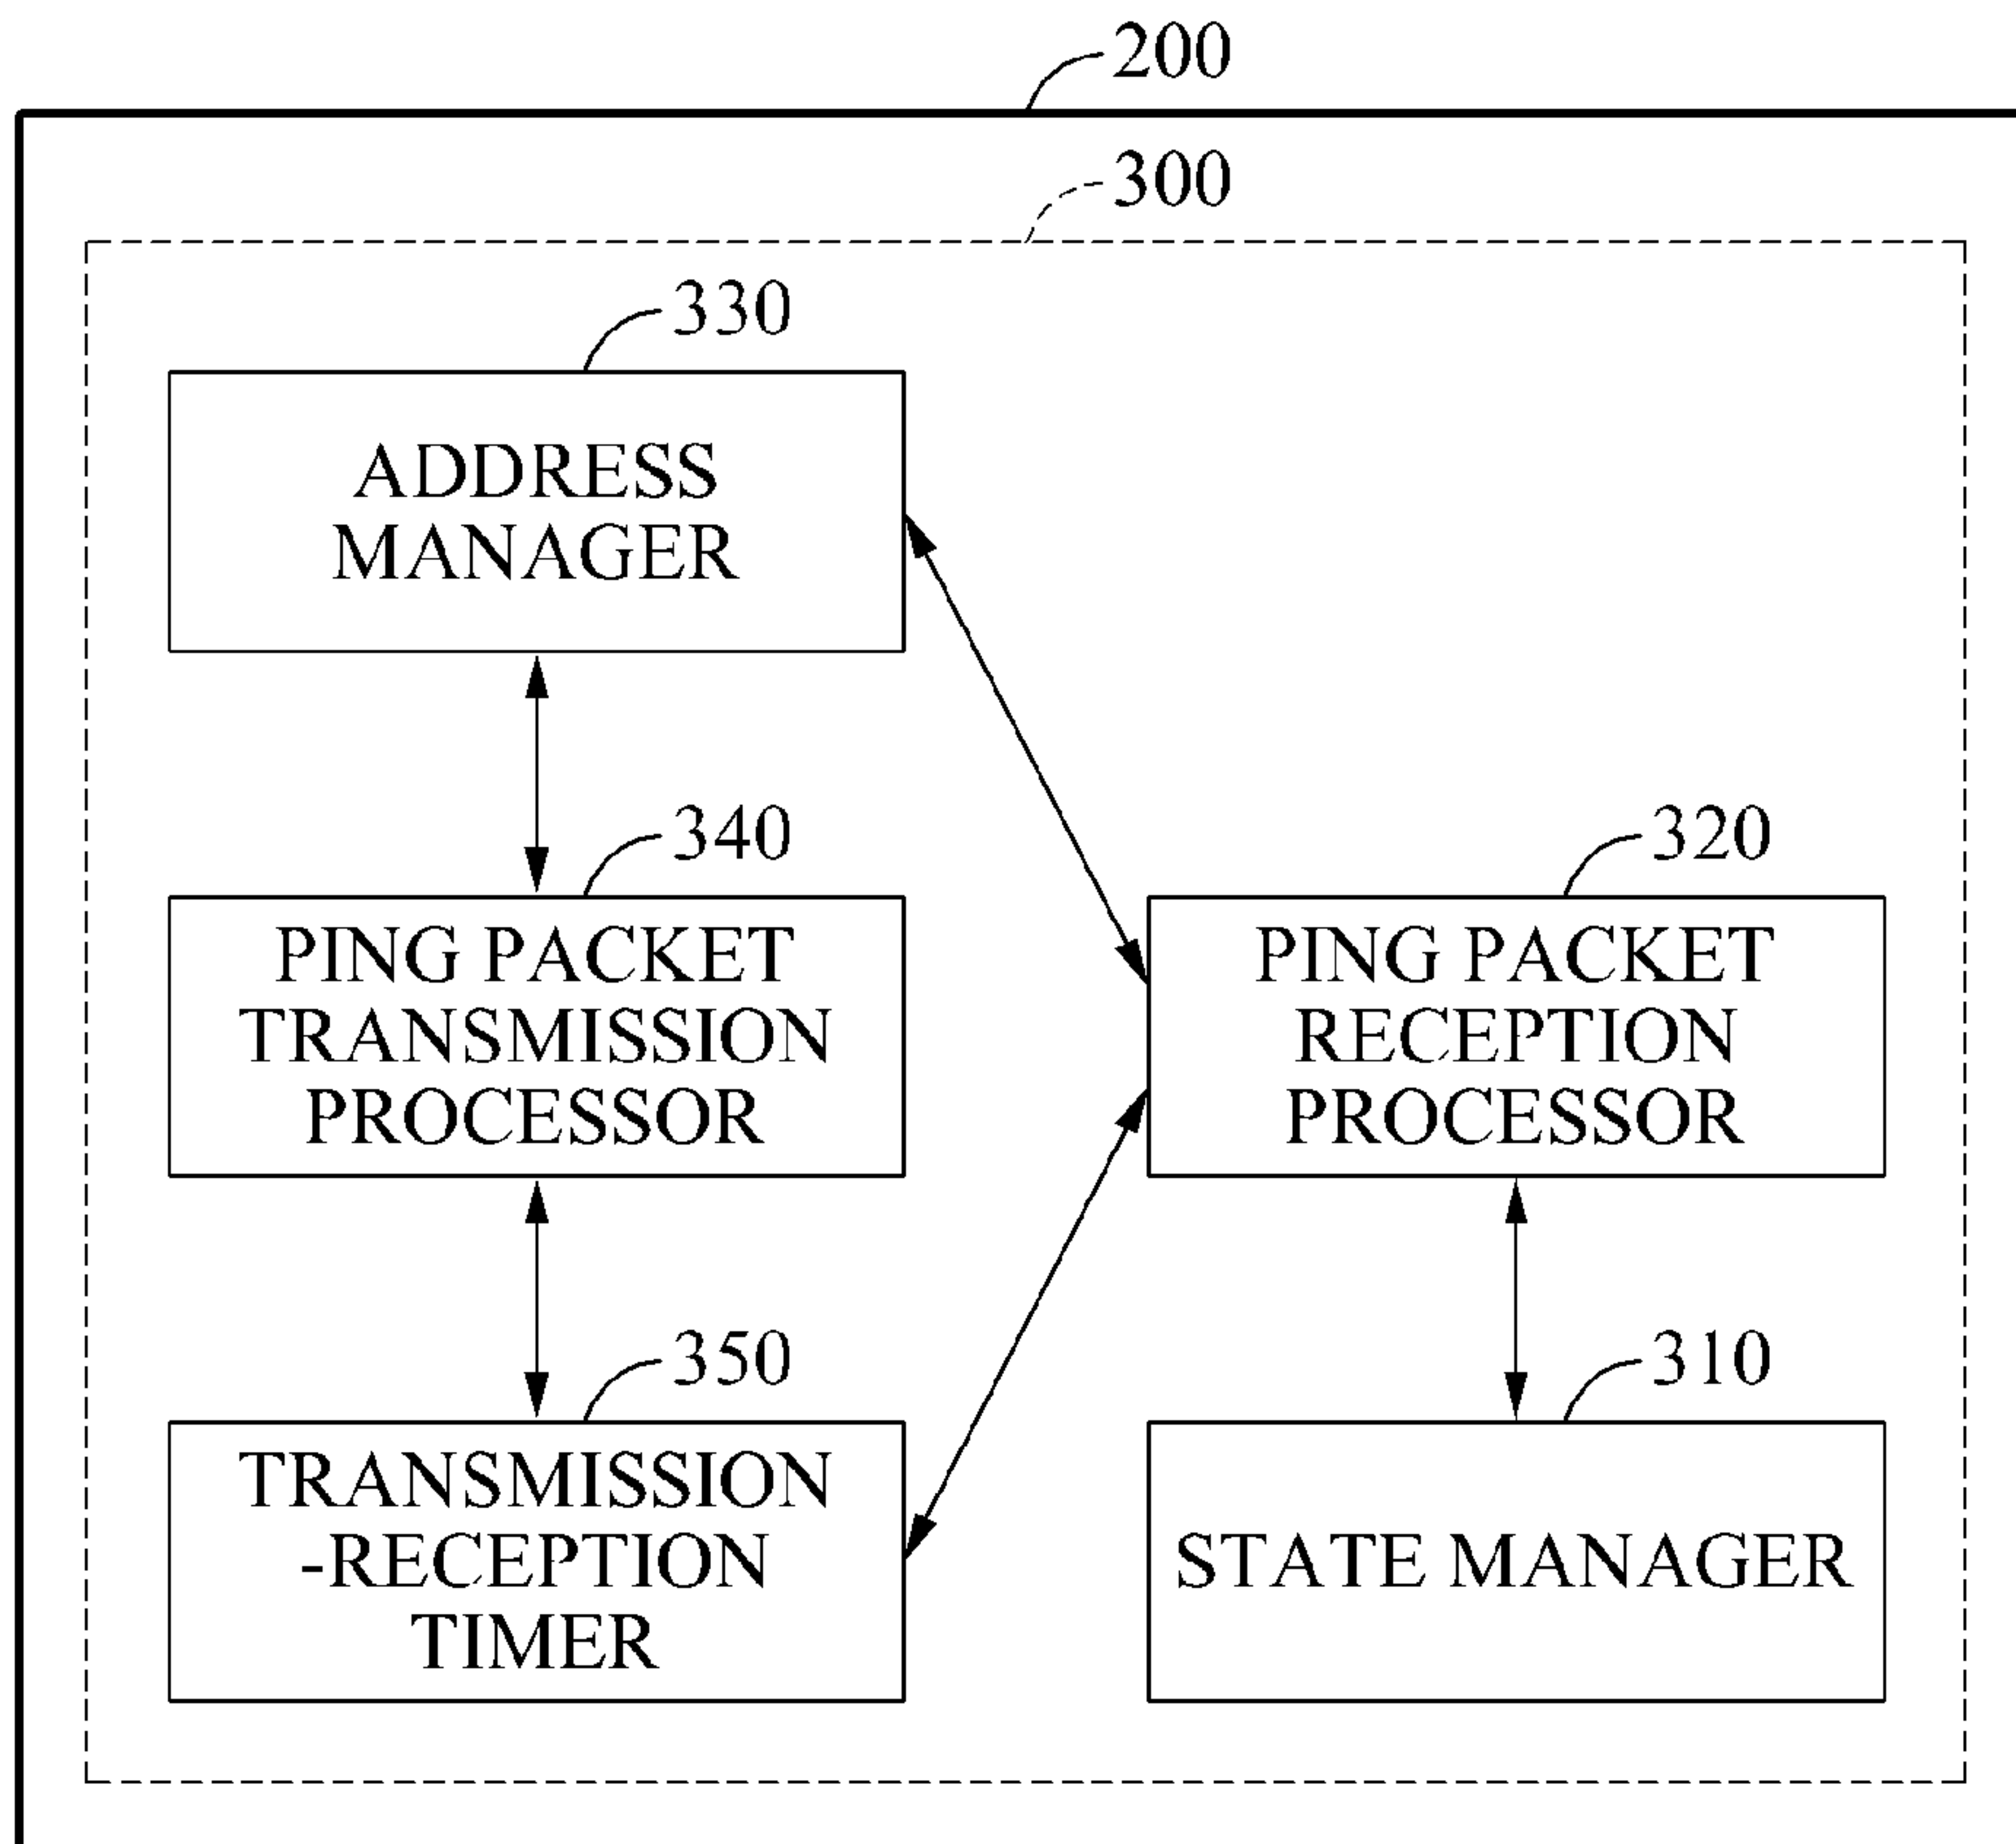 200
300
330
ADDRESS
MANAGER
340
PING PACKET
TRANSMISSION
PROCESSOR
320
PING PACKET
RECEPTION
PROCESSOR
350
TRANSMISSION
-RECEPTION
TIMER
310
STATE MANAGER